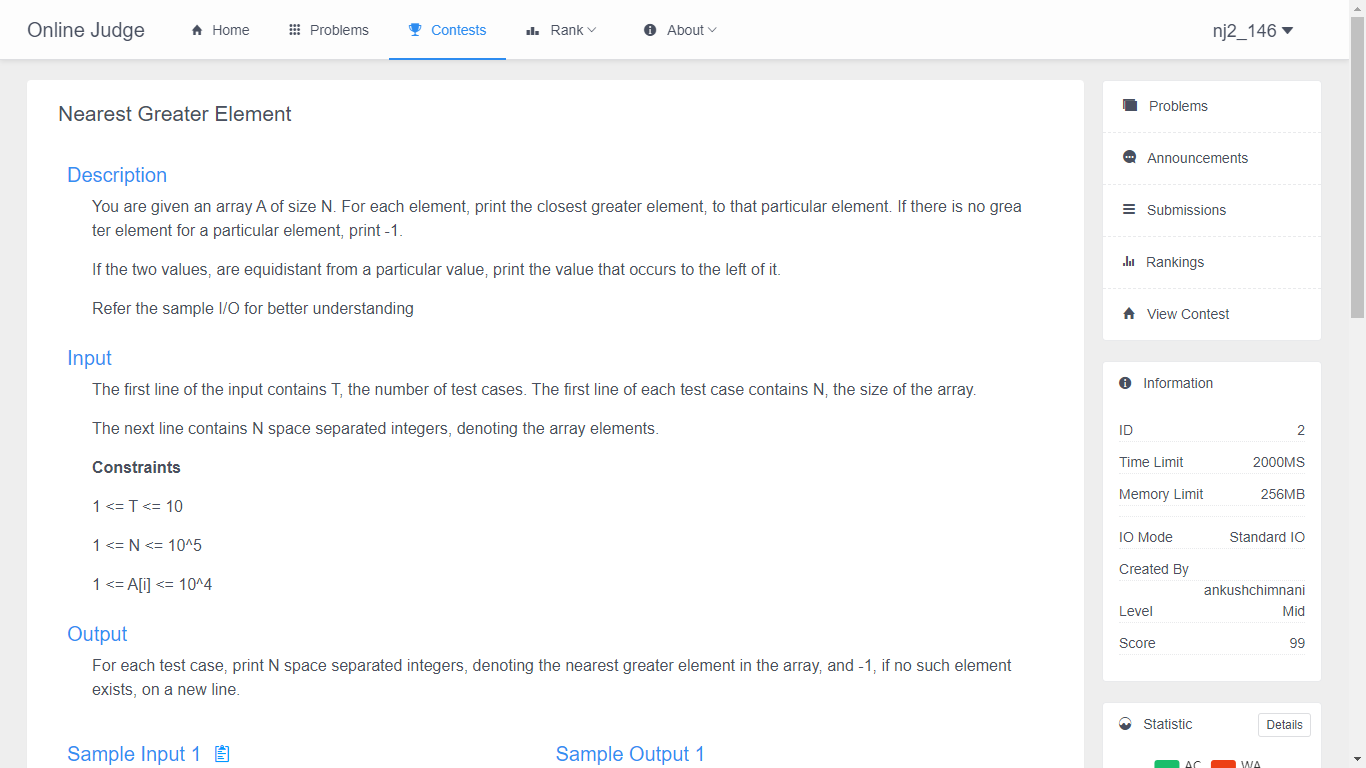 Online Judge
Home
Problems
Contests
Rank
About
nj2_146
Nearest Greater Element
Description
You are given an array A of size N. For each element, print the closest greater element, to that particular element. If there is no grea
ter element for a particular element, print -1.
If the two values, are equidistant from a particular value, print the value that occurs to the left of it.
Refer the sample I/O for better understanding
Input
The first line of the input contains T, the number of test cases. The first line of each test case contains N, the size of the array.
The next line contains N space separated integers, denoting the array elements.
Constraints
1 <= T <= 10
1 <= N <= 10^5
1 <= A[i] <= 10^4
Output
For each test case, print N space separated integers, denoting the nearest greater element in the array, and -1, if no such element
exists, on a new line.
Sample Input 1
Sample Output 1
Problems
Announcements
Submissions
Rankings
View Contest
Information
ID 2
Time Limit 2000MS
Memory Limit 256MB
IO Mode Standard IO
Created By
ankushchimnani
Level Mid
Score 99
Statistic Details
AC WA